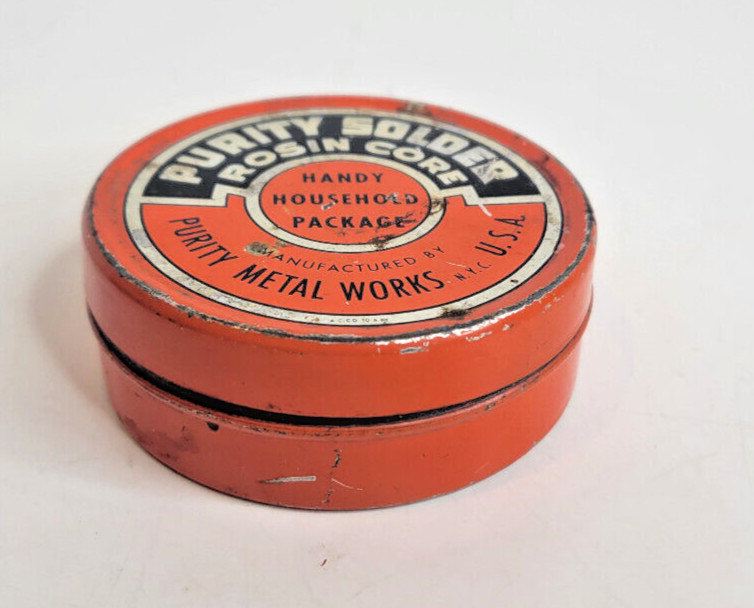 PURITY SOLDER
ROSIN CORE
HANDY
HOUSEHOLD
PACKAGE
MANUFACTURED BY
PURITY METAL WORKS N.Y.C. U.S.A.